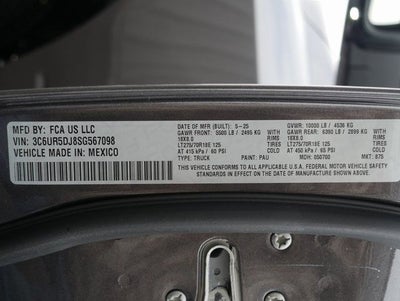 MFD BY: FCA US LLC
VIN: 3C6UR5DJ8SG567098
VEHICLE MADE IN: MEXICO
DATE OF MFR (BUILT): 5-25 GVWR: 10000 LB / 4536 KG
GAWR FRONT: 5500 LB / 2495 KG WITH GAWR REAR: 6390 LB / 2899 KG WITH
18X8.0 RIMS 18X8.0 RIMS
LT275/70R18E 125 TIRES LT275/70R18E 125 TIRES
AT 415 kPa / 60 PSI AT 450 kPa / 65 PSI
TYPE: TRUCK PAINT: PAU MDH: 050700 MKT: 875
THIS VEHICLE CONFORMS TO ALL APPLICABLE U.S.A. FEDERAL MOTOR VEHICLE
SAFETY STANDARDS IN EFFECT ON THE DATE OF MANUFACTURE SHOWN ABOVE